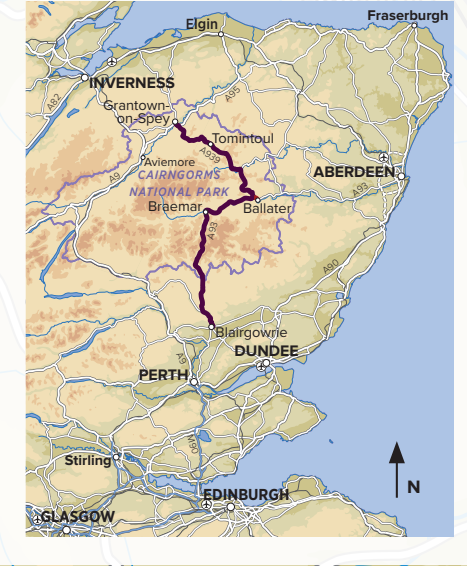 Fraserburgh
Elgin
INVERNESS
A82
A95
Grantown-
on-Spey
Tomintoul
A939
Aviemore
A9
CAIRNGORMS
NATIONAL PARK
ABERDEEN
A93
Braemar
Ballater
A93
A90
Blairgowrie
A9
DUNDEE
PERTH
M90
Stirling
N
EDINBURGH
GLASGOW